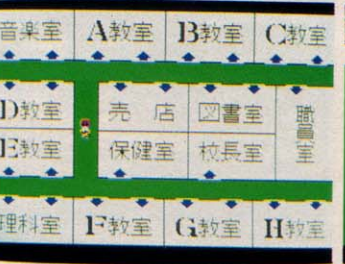 音楽室 A教室 B教室 C教室
D教室 売店 図書室 職員室
E教室 保健室 校長室
理科室 F教室 G教室 H教室